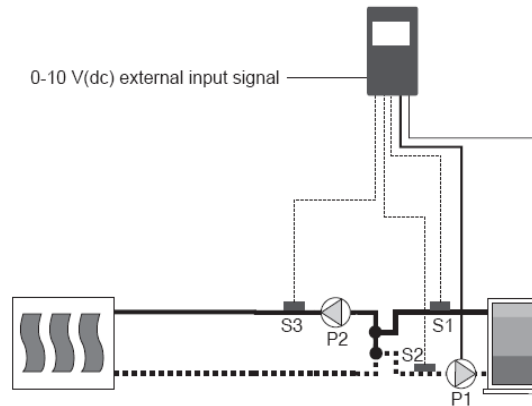 0-10 V(dc) external input signal
S3
P2
S1
S2
P1